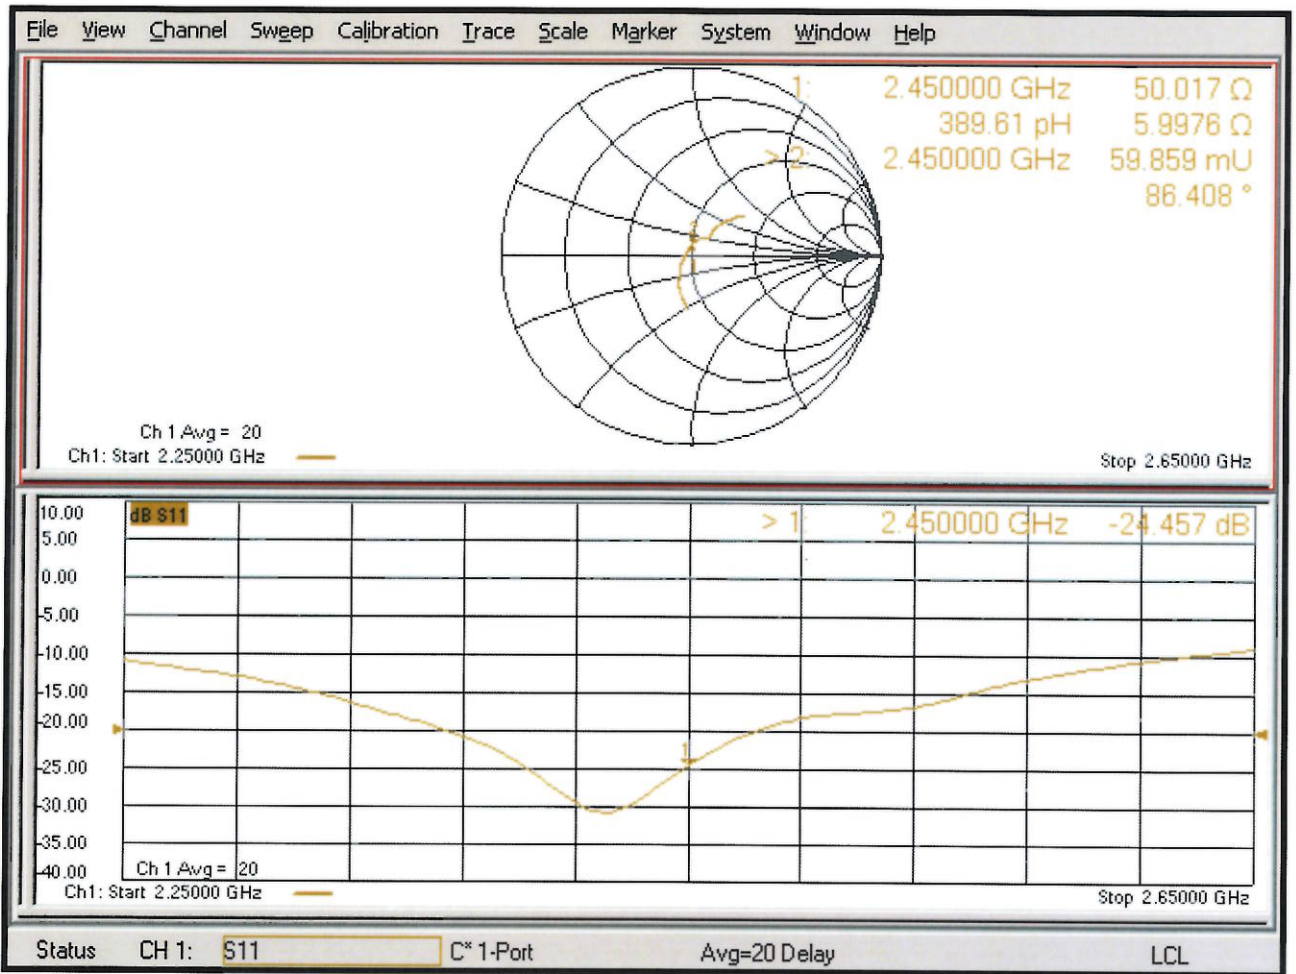 File View Channel Sweep Calibration Trace Scale Marker System Window Help
1: 2.450000 GHz 50.017 Ω
389.61 pH 5.9976 Ω
> 2: 2.450000 GHz 59.859 mU
86.408 °
2
1
Ch 1 Avg = 20
Ch1: Start 2.25000 GHz
Stop 2.65000 GHz
10.00
dB S11
> 1: 2.450000 GHz -24.457 dB
5.00
0.00
-5.00
-10.00
-15.00
-20.00
1
-25.00
-30.00
-35.00
-40.00
Ch 1 Avg = 20
Ch1: Start 2.25000 GHz
Stop 2.65000 GHz
Status CH 1: S11 C* 1-Port Avg=20 Delay LCL